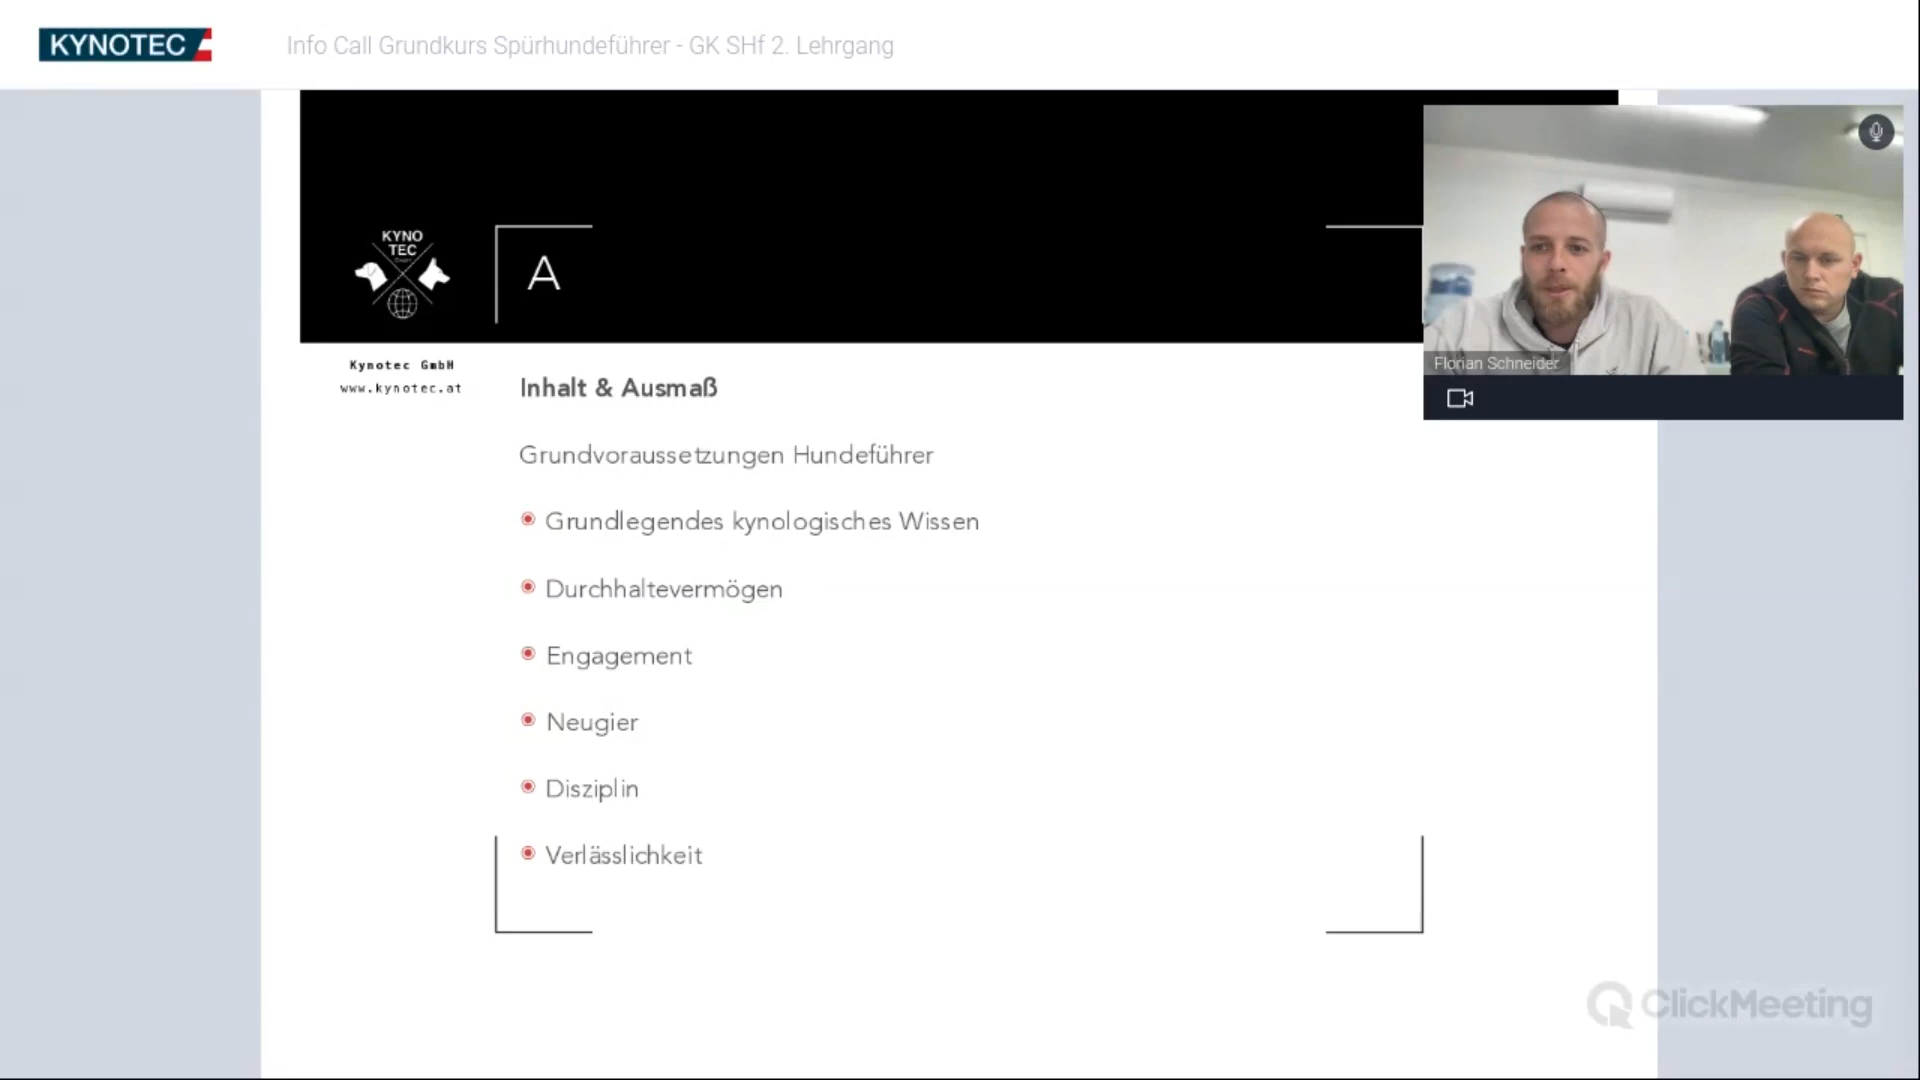 KYNOTEC
Info Call Grundkurs Spürhundeführer - GK SHf 2. Lehrgang
KYNO
TEC
A
Florian Schneider
Kynotec GmbH
www.kynotec.at
Inhalt & Ausmaß
Grundvoraussetzungen Hundeführer
Grundlegendes kynologisches Wissen
Durchhaltevermögen
Engagement
Neugier
Disziplin
Verlässlichkeit
ClickMeeting